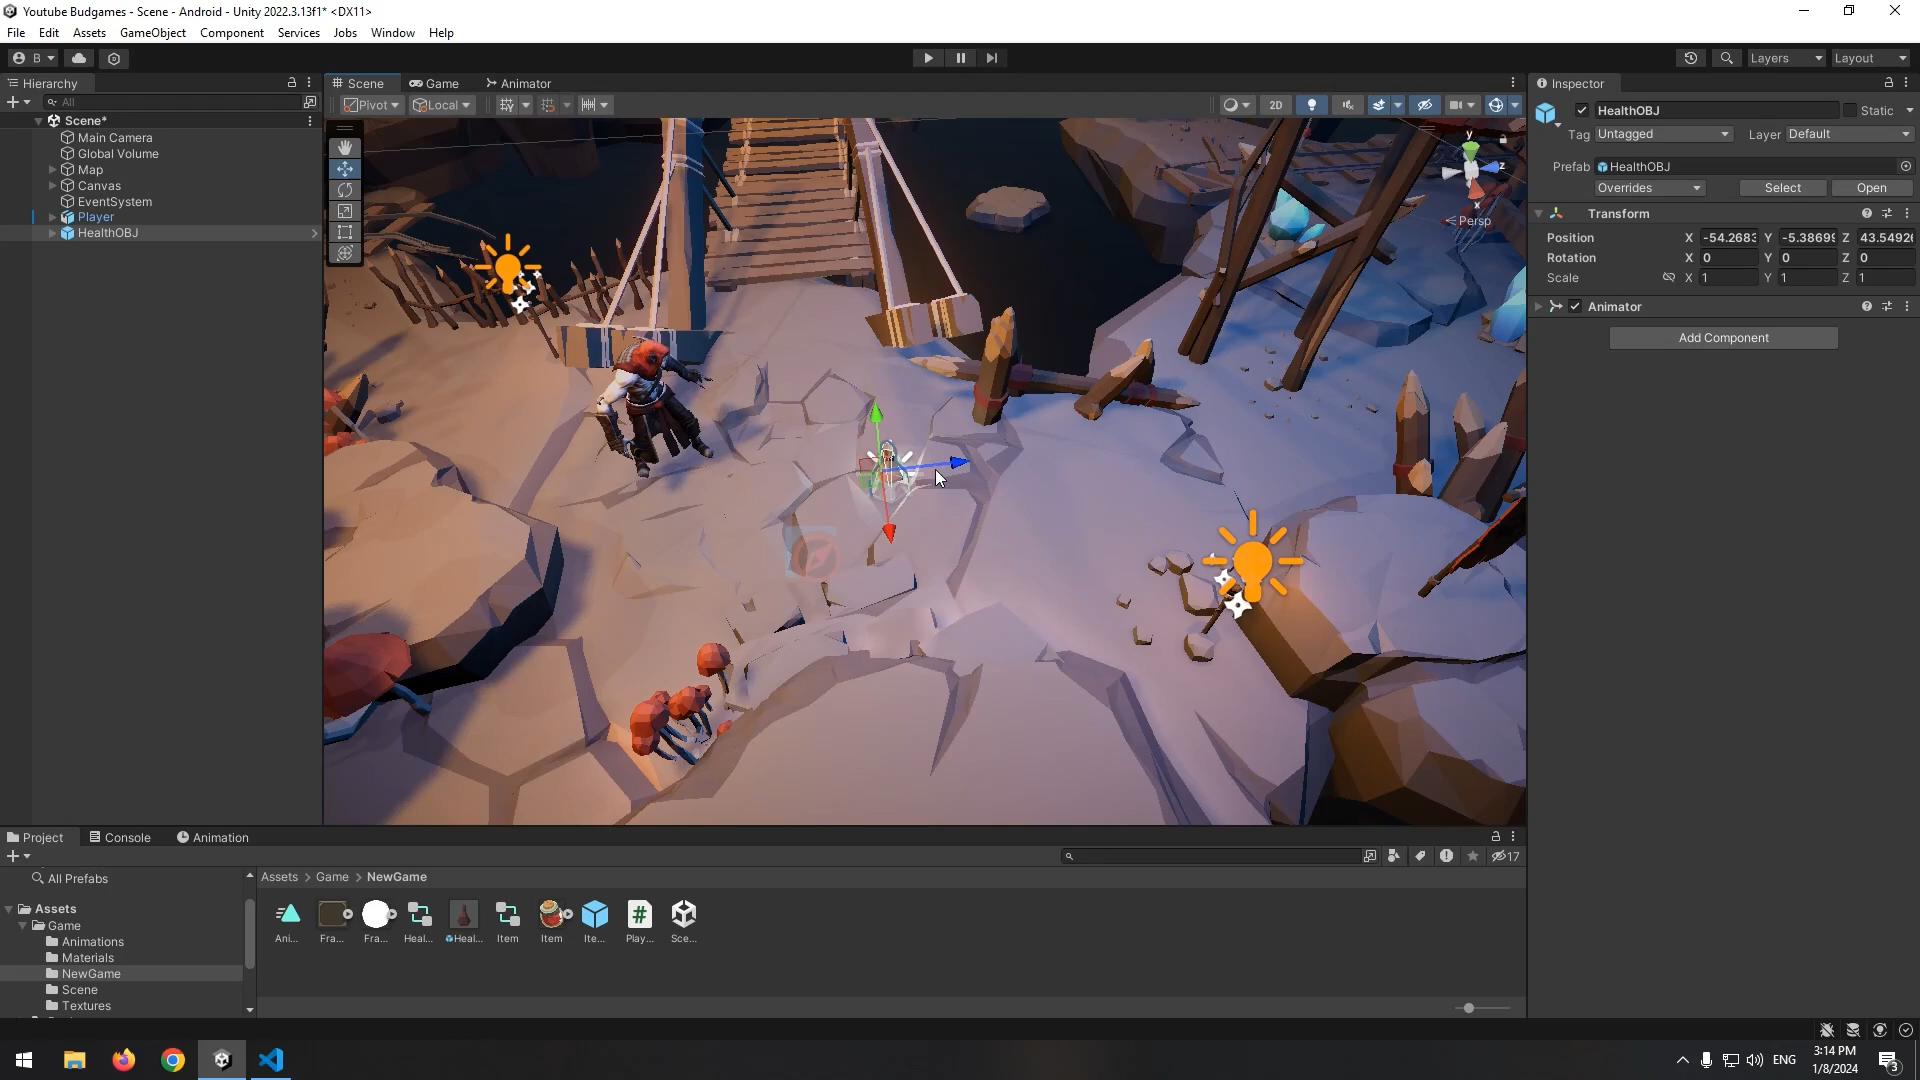 Youtube Budgames - Scene - Android - Unity 2022.3.13f1* <DX11>
File Edit Assets GameObject Component Services Jobs Window Help
B
Layers Layout
Hierarchy
All
Scene*
Main Camera
Global Volume
Map
Canvas
EventSystem
Player
HealthOBJ
Scene Game Animator
Pivot Local
2D
y
z
x
Persp
Inspector
HealthOBJ Static
Tag Untagged Layer Default
Prefab HealthOBJ
Overrides Select Open
Transform
Position X -54.2683 Y -5.3869 Z 43.5492
Rotation X 0 Y 0 Z 0
Scale X 1 Y 1 Z 1
Animator
Add Component
Project Console Animation
17
All Prefabs
Assets
Game
Animations
Materials
NewGame
Scene
Textures
Assets > Game > NewGame
Ani... Fra... Fra... Heal... Heal... Item Item Ite... Play... Sce...
ENG
3:14 PM
1/8/2024
3